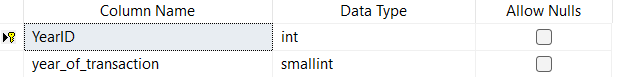 Column Name Data Type Allow Nulls
YearID int
year_of_transaction smallint